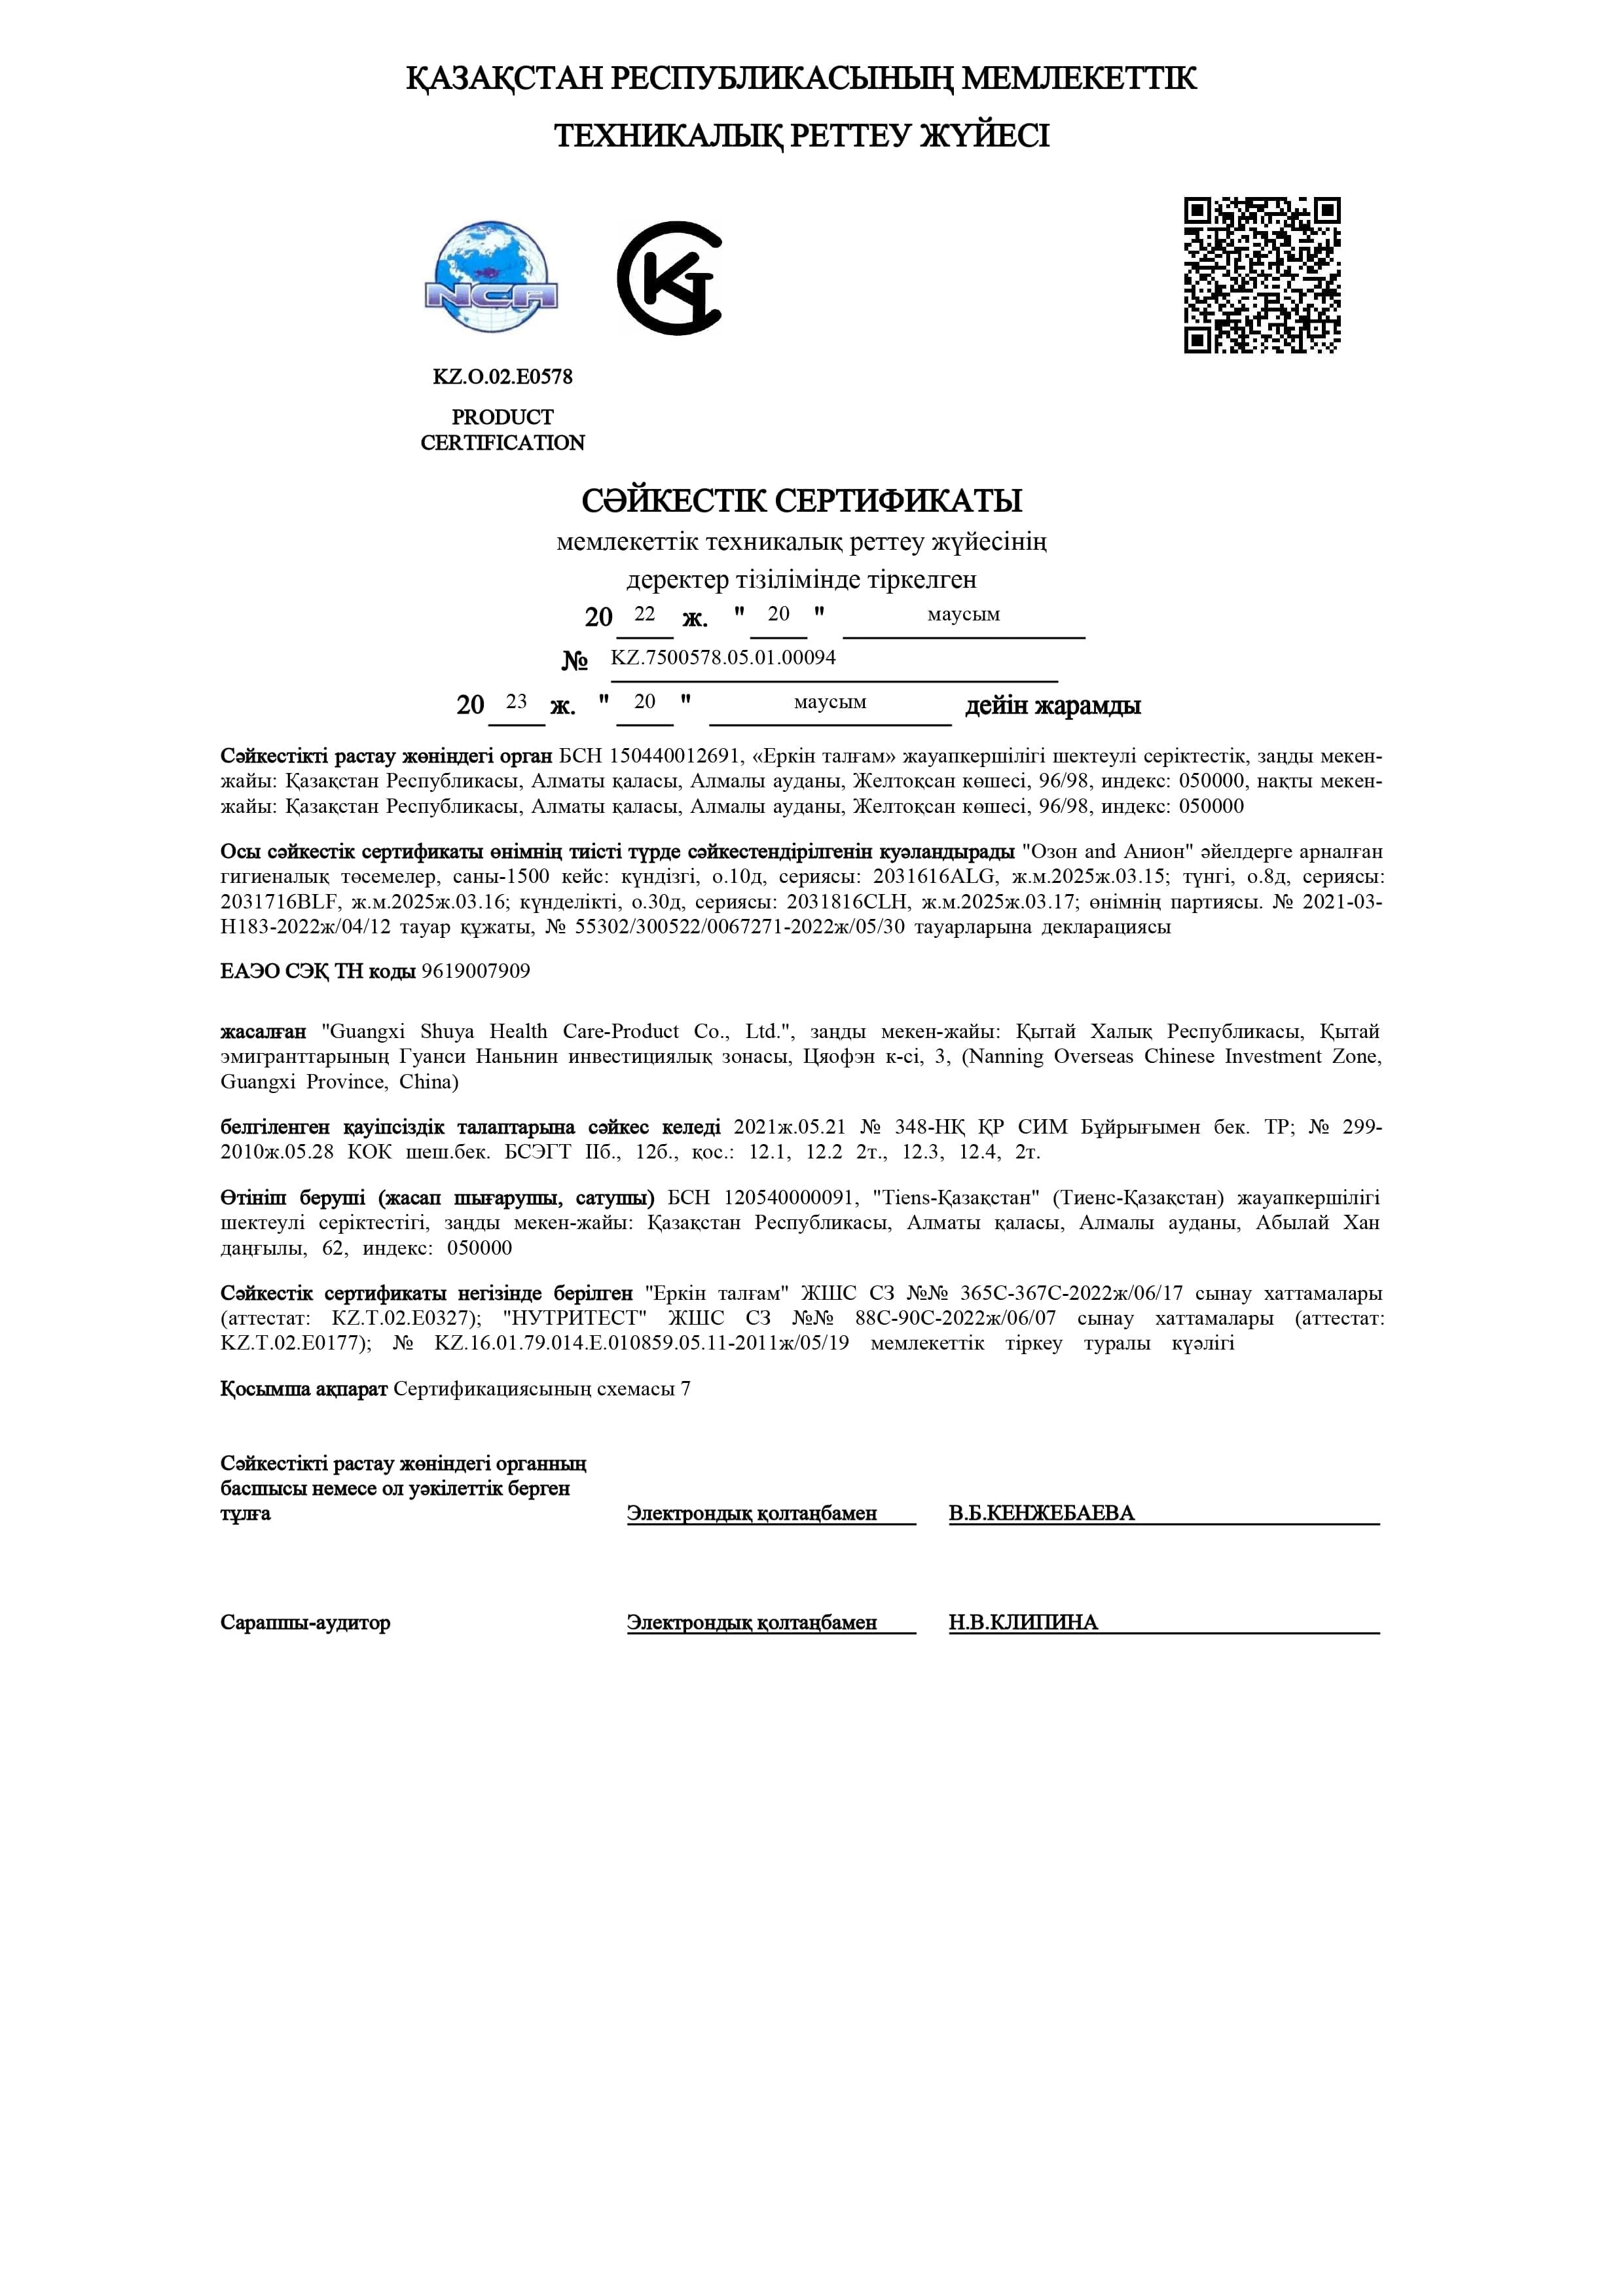 ҚАЗАҚСТАН РЕСПУБЛИКАСЫНЫҢ МЕМЛЕКЕТТІК
ТЕХНИКАЛЫҚ РЕТТЕУ ЖҮЙЕСІ
NCA
KZ.O.02.E0578
PRODUCT
CERTIFICATION
СӘЙКЕСТІК СЕРТИФИКАТЫ
мемлекеттік техникалық реттеу жүйесінің
деректер тізілімінде тіркелген
20 22 ж. " 20 " маусым
№ KZ.7500578.05.01.00094
20 23 ж. " 20 " маусым дейін жарамды
Сәйкестікті растау жөніндегі орган БСН 150440012691, «Еркін талғам» жауапкершілігі шектеулі серіктестік, заңды мекен-
жайы: Қазақстан Республикасы, Алматы қаласы, Алмалы ауданы, Желтоқсан көшесі, 96/98, индекс: 050000, нақты мекен-
жайы: Қазақстан Республикасы, Алматы қаласы, Алмалы ауданы, Желтоқсан көшесі, 96/98, индекс: 050000
Осы сәйкестік сертификаты өнімнің тиісті түрде сәйкестендірілгенін куәландырады "Озон and Анион" әйелдерге арналған
гигиеналық төсемелер, саны-1500 кейс: күндізгі, о.10д, сериясы: 2031616ALG, ж.м.2025ж.03.15; түнгі, о.8д, сериясы:
2031716BLF, ж.м.2025ж.03.16; күнделікті, о.30д, сериясы: 2031816CLH, ж.м.2025ж.03.17; өнімнің партиясы. № 2021-03-
H183-2022ж/04/12 тауар құжаты, № 55302/300522/0067271-2022ж/05/30 тауарларына декларациясы
ЕАЭО СЭҚ ТН коды 9619007909
жасалған "Guangxi Shuya Health Care-Product Co., Ltd.", заңды мекен-жайы: Қытай Халық Республикасы, Қытай
эмигранттарының Гуанси Наньнин инвестициялық зонасы, Цяофэн к-сі, 3, (Nanning Overseas Chinese Investment Zone,
Guangxi Province, China)
белгіленген қауіпсіздік талаптарына сәйкес келеді 2021ж.05.21 № 348-НҚ ҚР СИМ Бұйрығымен бек. ТР; № 299-
2010ж.05.28 КОК шеш.бек. БСЭГТ IIб., 12б., қос.: 12.1, 12.2 2т., 12.3, 12.4, 2т.
Өтініш беруші (жасап шығарушы, сатушы) БСН 120540000091, "Tiens-Қазақстан" (Тиенс-Қазақстан) жауапкершілігі
шектеулі серіктестігі, заңды мекен-жайы: Қазақстан Республикасы, Алматы қаласы, Алмалы ауданы, Абылай Хан
даңғылы, 62, индекс: 050000
Сәйкестік сертификаты негізінде берілген "Еркін талғам" ЖШС СЗ №№ 365С-367С-2022ж/06/17 сынау хаттамалары
(аттестат: KZ.T.02.E0327); "НУТРИТЕСТ" ЖШС СЗ №№ 88С-90С-2022ж/06/07 сынау хаттамалары (аттестат:
KZ.T.02.E0177); № KZ.16.01.79.014.E.010859.05.11-2011ж/05/19 мемлекеттік тіркеу туралы күәлігі
Қосымша ақпарат Сертификациясының схемасы 7
Сәйкестікті растау жөніндегі органның
басшысы немесе ол уәкілеттік берген
тұлға Электрондық қолтаңбамен В.Б.КЕНЖЕБАЕВА
Сарапшы-аудитор Электрондық қолтаңбамен Н.В.КЛИПИНА